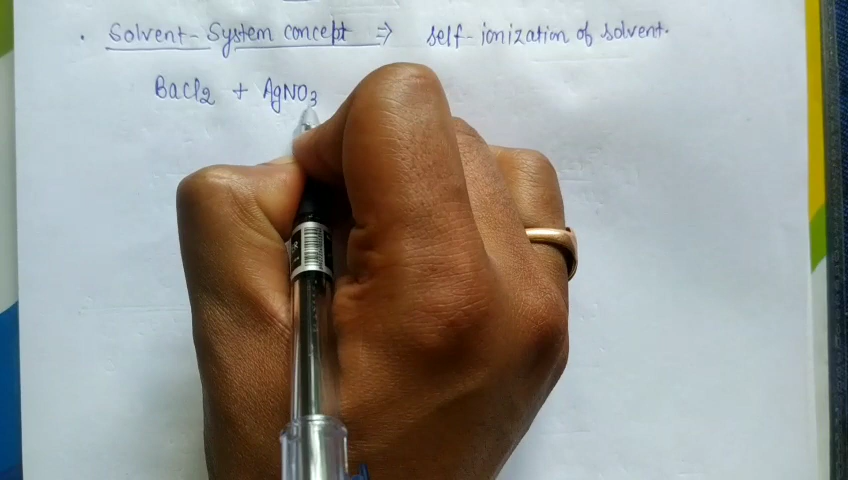 . Solvent-System concept ⇒ self-ionization of solvent.
BaCl2 + AgNO3